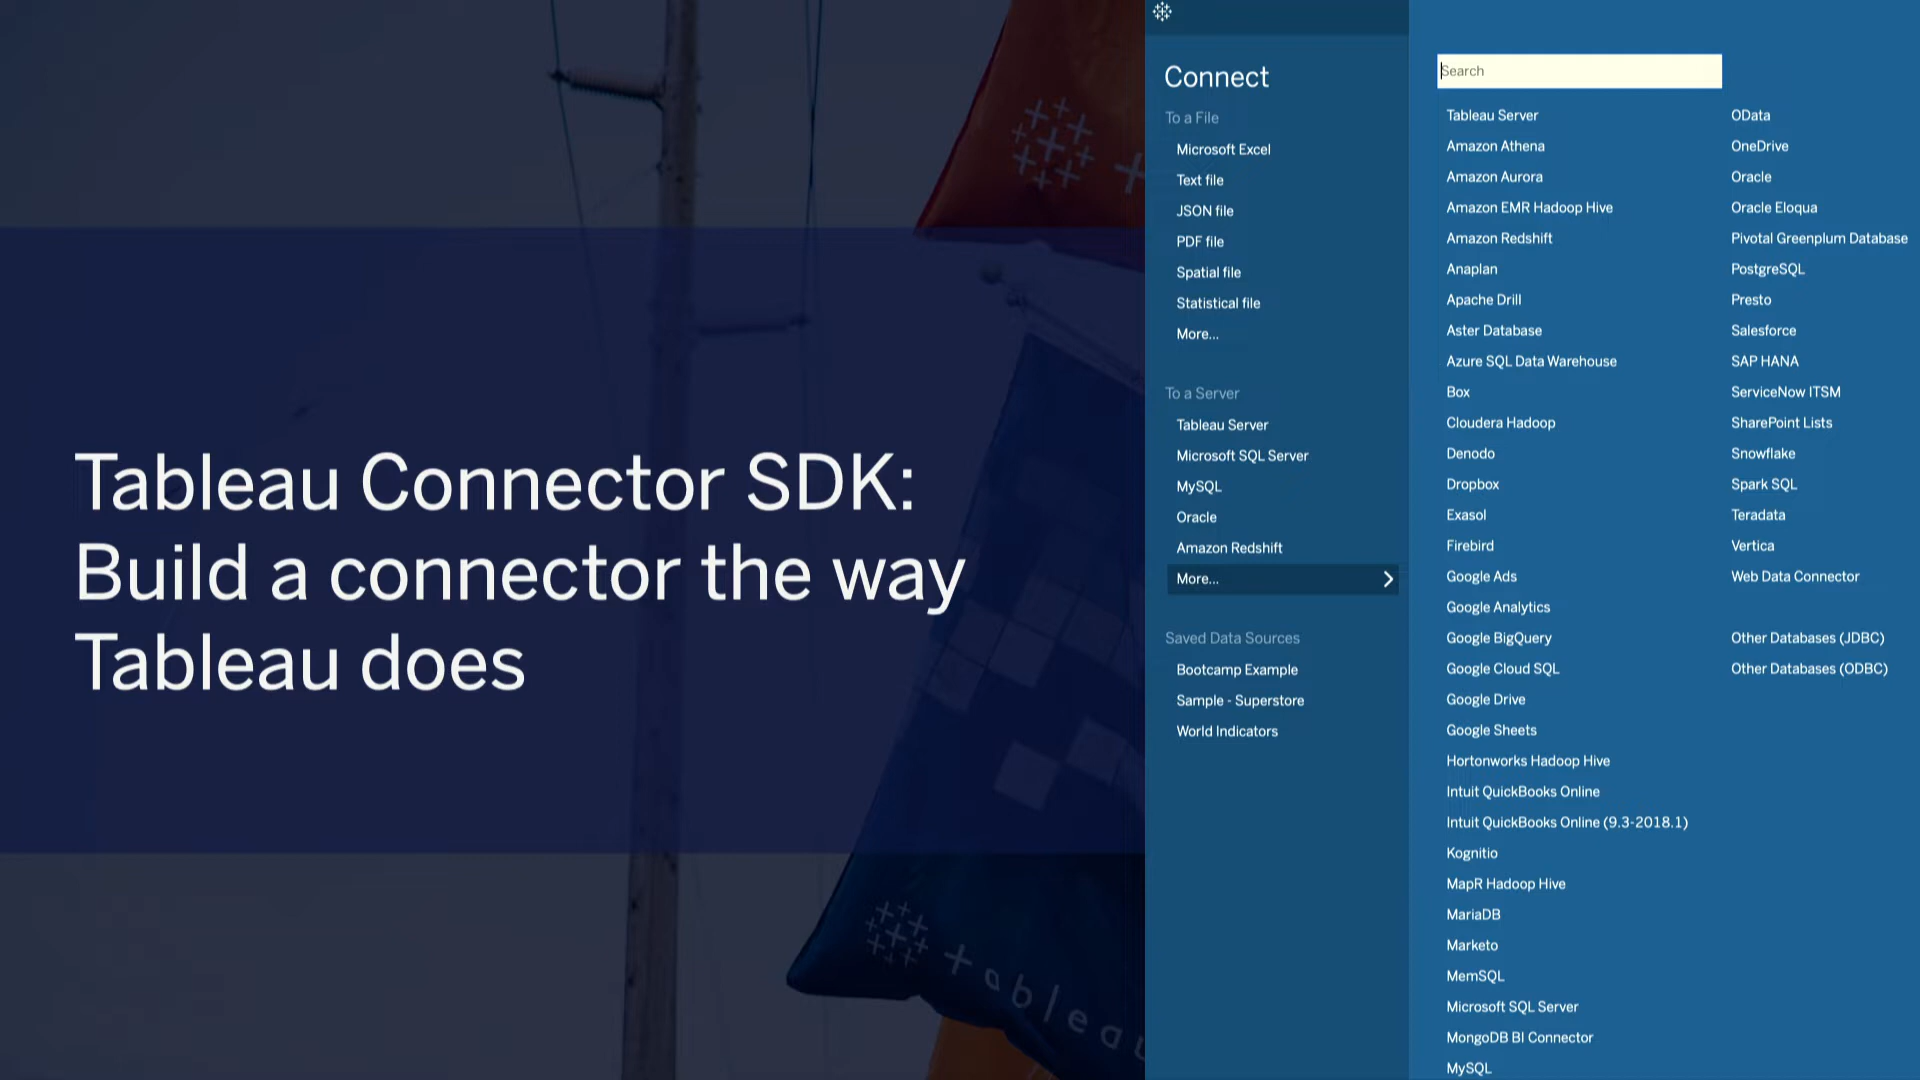 Tableau Connector SDK:
Build a connector the way
Tableau does
tableau
Connect
To a File
Microsoft Excel
Text file
JSON file
PDF file
Spatial file
Statistical file
More...
To a Server
Tableau Server
Microsoft SQL Server
MySQL
Oracle
Amazon Redshift
More...
Saved Data Sources
Bootcamp Example
Sample - Superstore
World Indicators
Search
Tableau Server
Amazon Athena
Amazon Aurora
Amazon EMR Hadoop Hive
Amazon Redshift
Anaplan
Apache Drill
Aster Database
Azure SQL Data Warehouse
Box
Cloudera Hadoop
Denodo
Dropbox
Exasol
Firebird
Google Ads
Google Analytics
Google BigQuery
Google Cloud SQL
Google Drive
Google Sheets
Hortonworks Hadoop Hive
Intuit QuickBooks Online
Intuit QuickBooks Online (9.3-2018.1)
Kognitio
MapR Hadoop Hive
MariaDB
Marketo
MemSQL
Microsoft SQL Server
MongoDB BI Connector
MySQL
OData
OneDrive
Oracle
Oracle Eloqua
Pivotal Greenplum Database
PostgreSQL
Presto
Salesforce
SAP HANA
ServiceNow ITSM
SharePoint Lists
Snowflake
Spark SQL
Teradata
Vertica
Web Data Connector
Other Databases (JDBC)
Other Databases (ODBC)